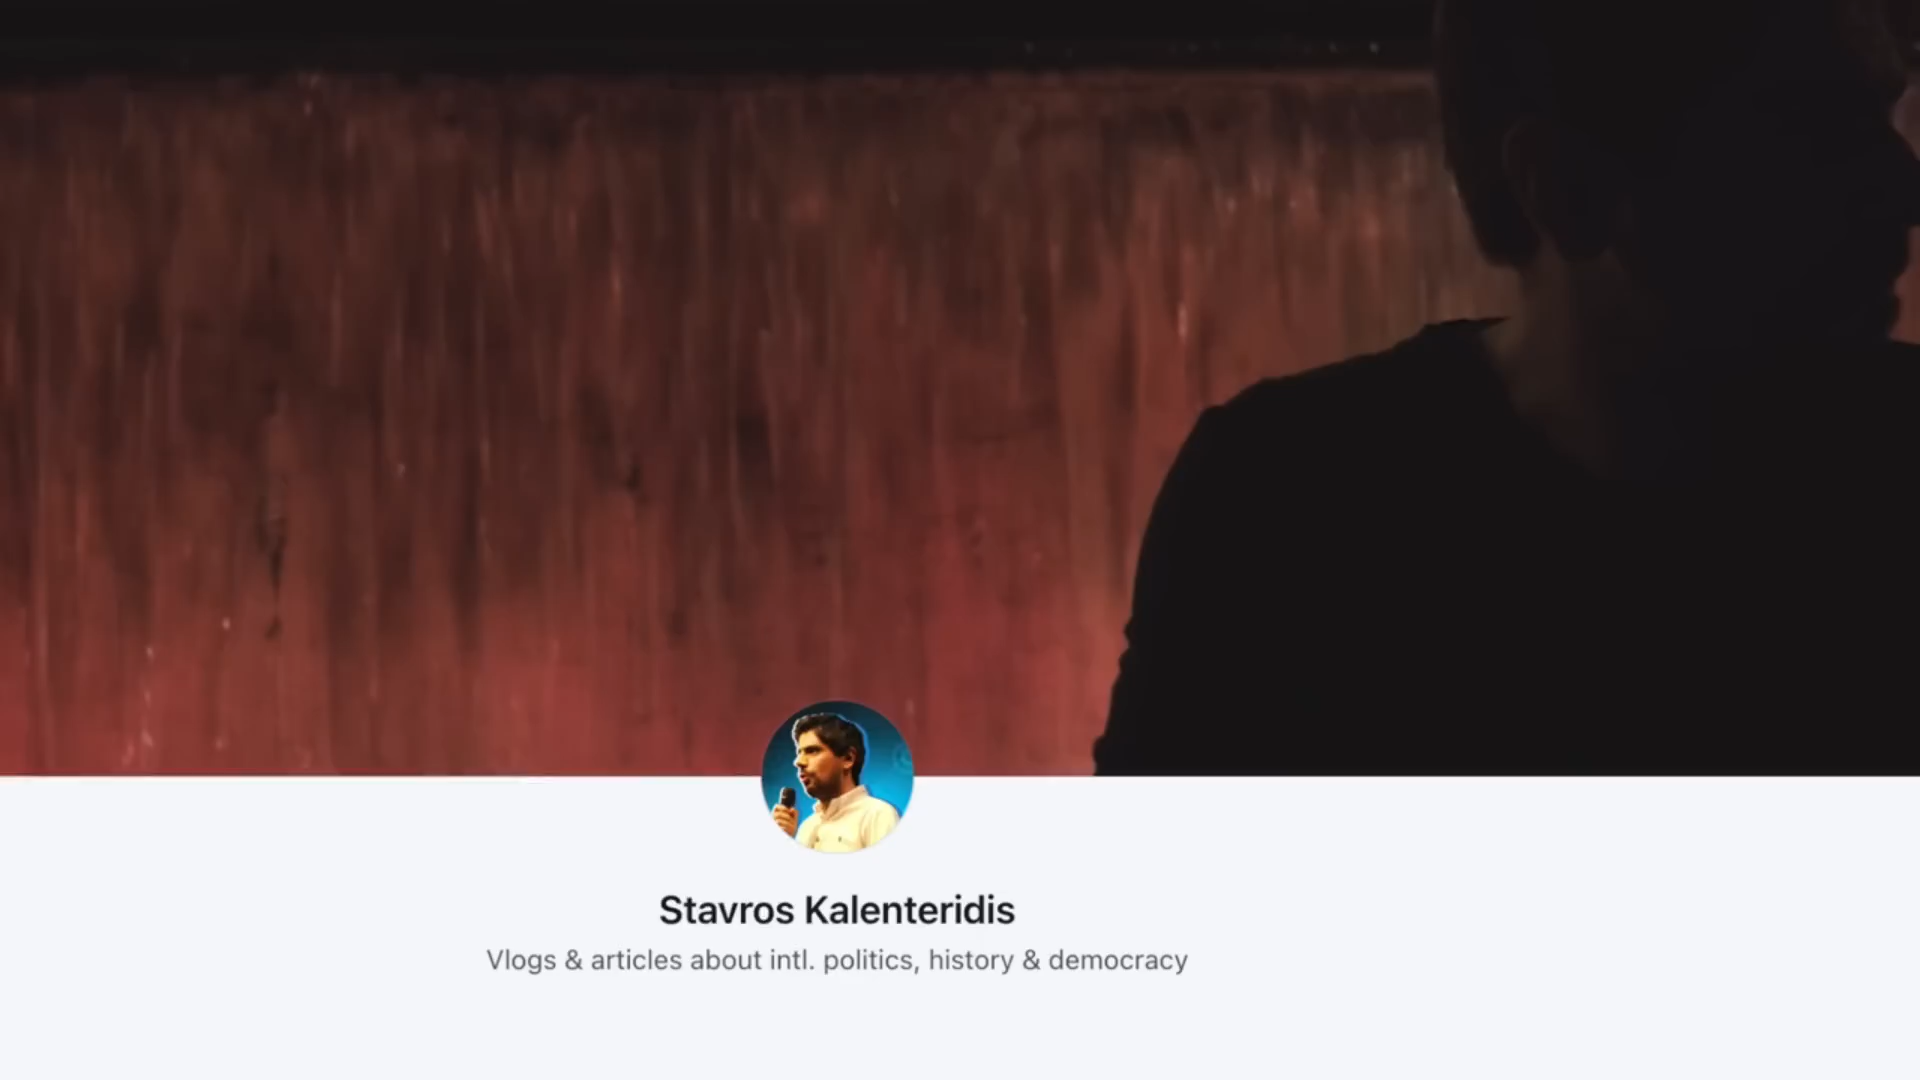 Stavros Kalenteridis
Vlogs & articles about intl. politics, history & democracy